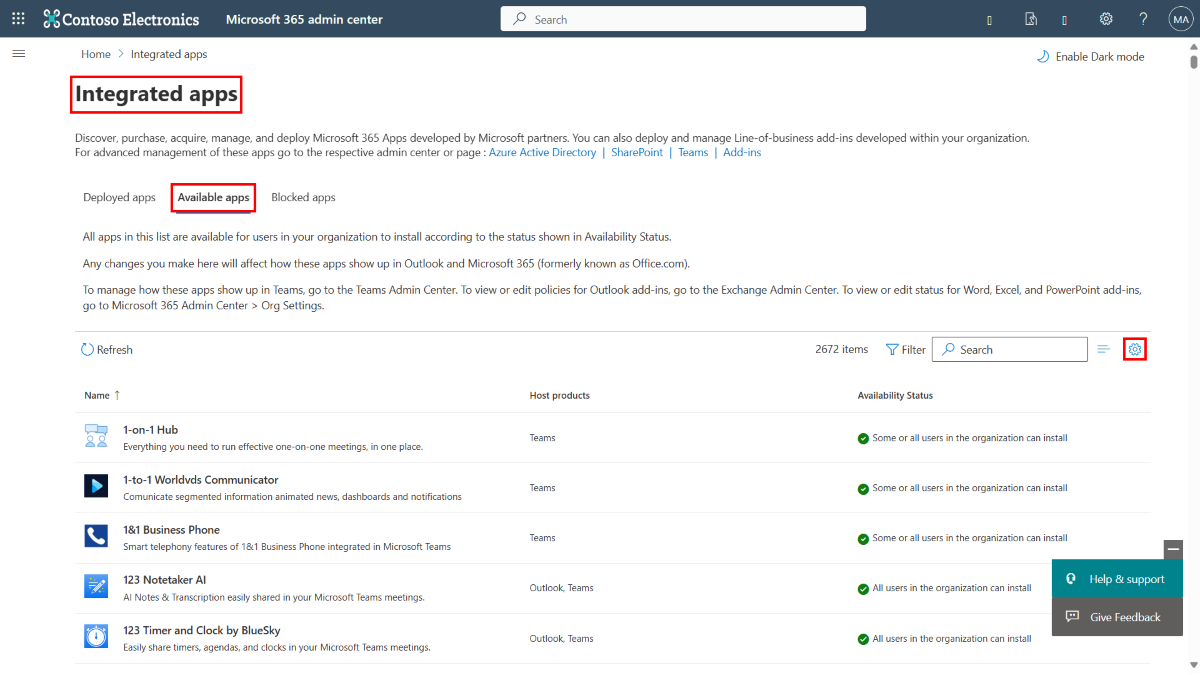 Contoso Electronics
Microsoft 365 admin center
Search
MA
Home > Integrated apps
Enable Dark mode
Integrated apps
Discover, purchase, acquire, manage, and deploy Microsoft 365 Apps developed by Microsoft partners. You can also deploy and manage Line-of-business add-ins developed within your organization.
For advanced management of these apps go to the respective admin center or page : Azure Active Directory | SharePoint | Teams | Add-ins
Deployed apps
Available apps
Blocked apps
All apps in this list are available for users in your organization to install according to the status shown in Availability Status.
Any changes you make here will affect how these apps show up in Outlook and Microsoft 365 (formerly known as Office.com).
To manage how these apps show up in Teams, go to the Teams Admin Center. To view or edit policies for Outlook add-ins, go to the Exchange Admin Center. To view or edit status for Word, Excel, and PowerPoint add-ins,
go to Microsoft 365 Admin Center > Org Settings.
Refresh
2672 items
Filter
Search
Name ↑
Host products
Availability Status
1-on-1 Hub
Everything you need to run effective one-on-one meetings, in one place.
Teams
Some or all users in the organization can install
1-to-1 Worldvds Communicator
Comunicate segmented information animated news, dashboards and notifications
Teams
Some or all users in the organization can install
1&1 Business Phone
Smart telephony features of 1&1 Business Phone integrated in Microsoft Teams
Teams
Some or all users in the organization can install
123 Notetaker AI
AI Notes & Transcription easily shared in your Microsoft Teams meetings.
Outlook, Teams
All users in the organization can install
123 Timer and Clock by BlueSky
Easily share timers, agendas, and clocks in your Microsoft Teams meetings.
Outlook, Teams
All users in the organization can install
Help & support
Give Feedback